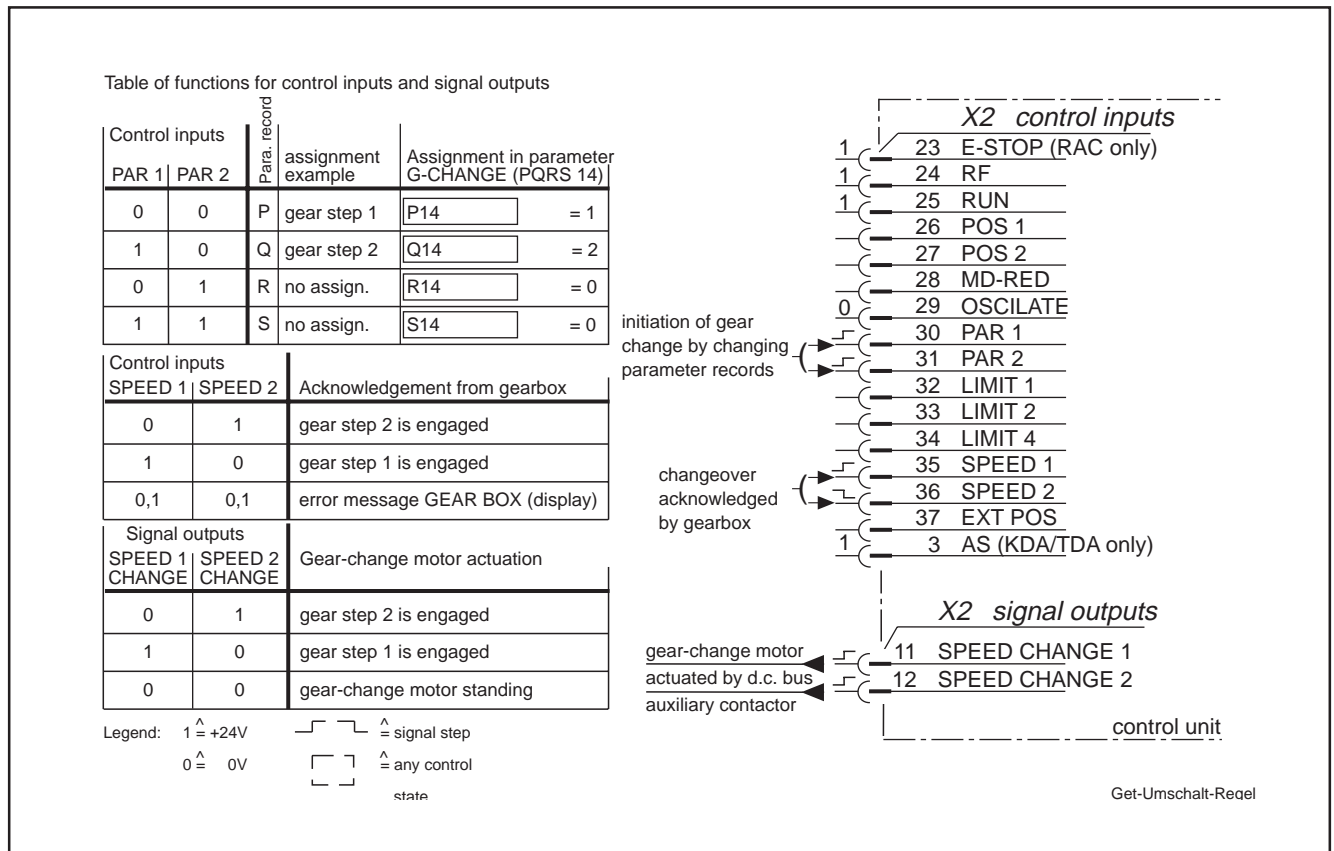 Table of functions for control inputs and signal outputs
Control inputs
PAR 1 PAR 2
Para. record
assignment example
Assignment in parameter G-CHANGE (PQRS 14)
0 0 P gear step 1 P14 = 1
1 0 Q gear step 2 Q14 = 2
0 1 R no assign. R14 = 0
1 1 S no assign. S14 = 0
Control inputs
SPEED 1 SPEED 2 Acknowledgement from gearbox
0 1 gear step 2 is engaged
1 0 gear step 1 is engaged
0,1 0,1 error message GEAR BOX (display)
Signal outputs
SPEED 1 CHANGE SPEED 2 CHANGE Gear-change motor actuation
0 1 gear step 2 is engaged
1 0 gear step 1 is engaged
0 0 gear-change motor standing
Legend: 1 ≙ +24V ≙ signal step
0 ≙ 0V ≙ any control
state
X2 control inputs
1 23 E-STOP (RAC only)
1 24 RF
1 25 RUN
26 POS 1
27 POS 2
28 MD-RED
0 29 OSCILATE
initiation of gear
change by changing
parameter records
30 PAR 1
31 PAR 2
32 LIMIT 1
33 LIMIT 2
34 LIMIT 4
changeover
acknowledged
by gearbox
35 SPEED 1
36 SPEED 2
37 EXT POS
1 3 AS (KDA/TDA only)
X2 signal outputs
gear-change motor
actuated by d.c. bus
auxiliary contactor
11 SPEED CHANGE 1
12 SPEED CHANGE 2
control unit
Get-Umschalt-Regel